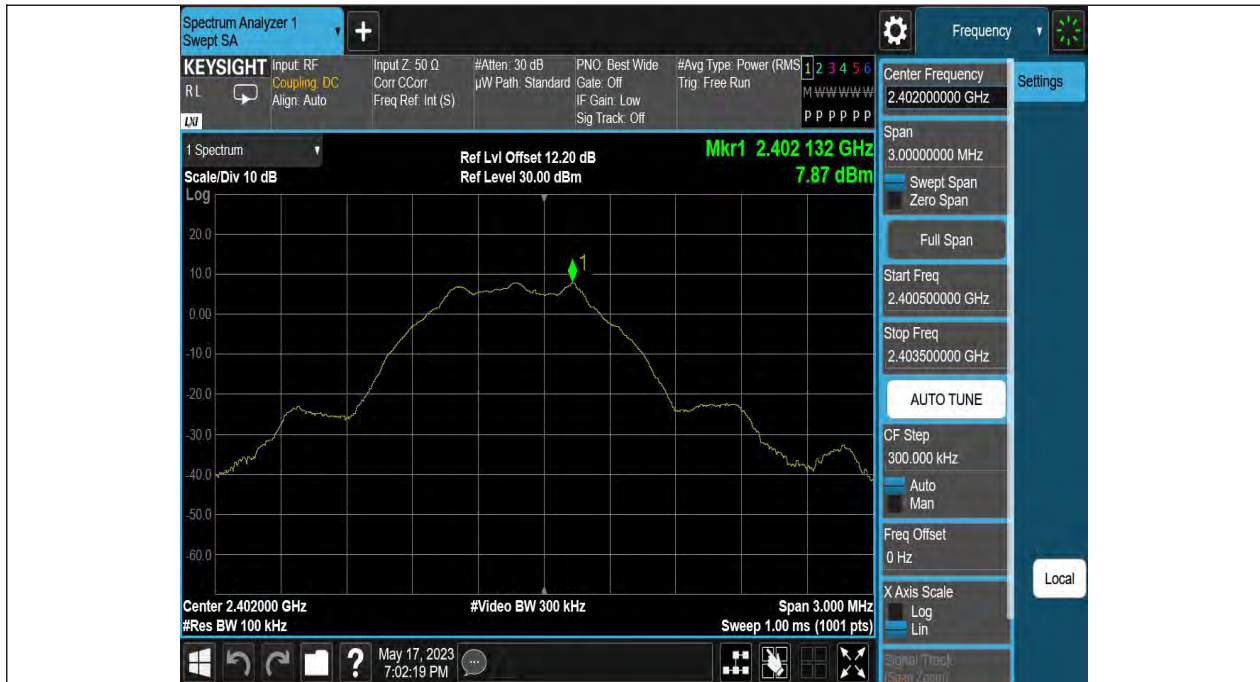 Spectrum Analyzer 1
Swept SA
+
Frequency
KEYSIGHT
R L
LXI
Input: RF
Coupling: DC
Align: Auto
Input Z: 50 Ω
Corr CCorr
Freq Ref: Int (S)
#Atten: 30 dB
µW Path: Standard
PNO: Best Wide
Gate: Off
IF Gain: Low
Sig Track: Off
#Avg Type: Power (RMS
Trig: Free Run
1 2 3 4 5 6
M W W W W W
P P P P P P
1 Spectrum
Scale/Div 10 dB
Ref Lvl Offset 12.20 dB
Ref Level 30.00 dBm
Mkr1 2.402 132 GHz
7.87 dBm
Log
20.0
10.0
0.00
-10.0
-20.0
-30.0
-40.0
-50.0
-60.0
1
Center 2.402000 GHz
#Res BW 100 kHz
#Video BW 300 kHz
Span 3.000 MHz
Sweep 1.00 ms (1001 pts)
?
May 17, 2023
7:02:19 PM
Center Frequency
2.402000000 GHz
Settings
Span
3.00000000 MHz
Swept Span
Zero Span
Full Span
Start Freq
2.400500000 GHz
Stop Freq
2.403500000 GHz
AUTO TUNE
CF Step
300.000 kHz
Auto
Man
Freq Offset
0 Hz
X Axis Scale
Log
Lin
Local
Signal Track
(Span Zoom)